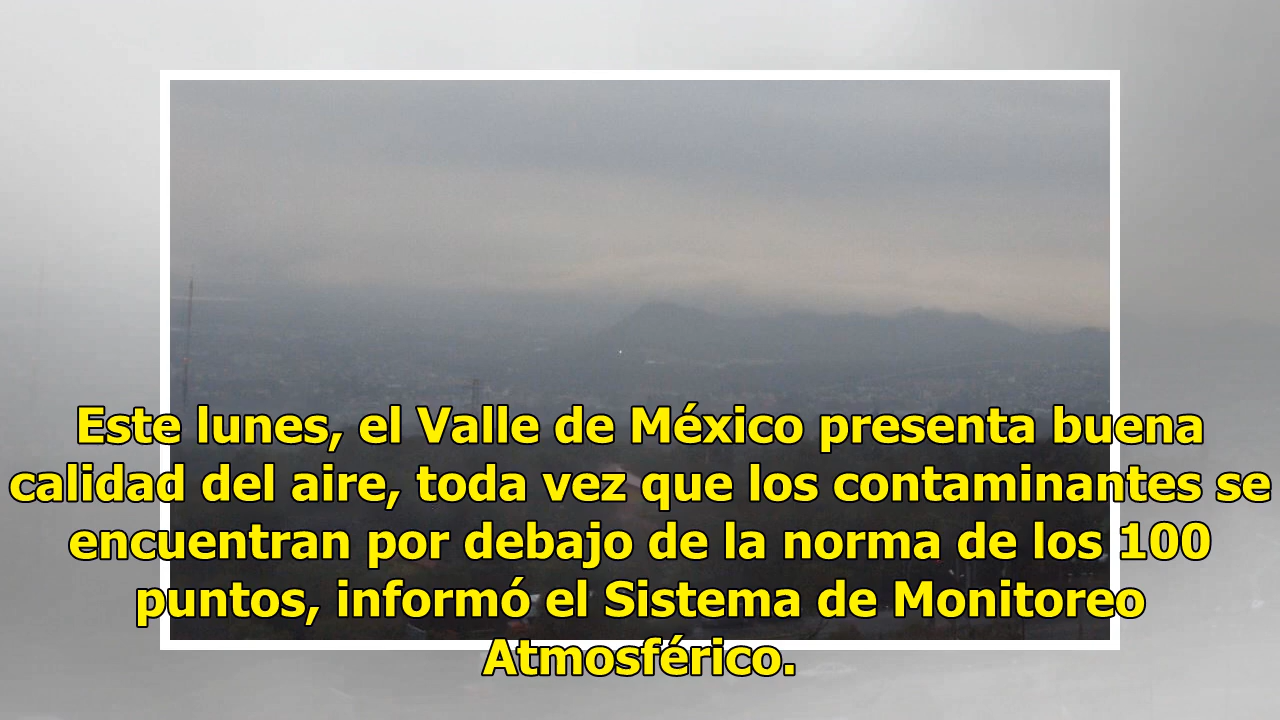 Este lunes, el Valle de México presenta buena
calidad del aire, toda vez que los contaminantes se
encuentran por debajo de la norma de los 100
puntos, informó el Sistema de Monitoreo
Atmosférico.